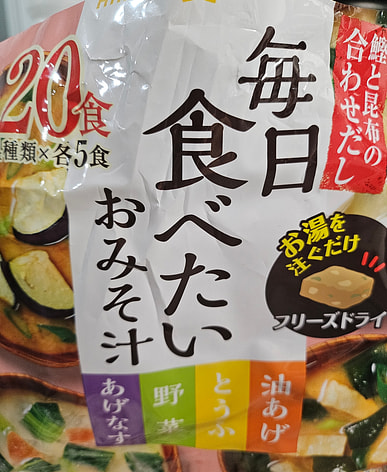 鰹と昆布の
合わせだし
毎日
食べたい
おみそ汁
20食
種類×各5食
お湯を
注ぐだけ
フリーズドライ
油あげ
とうふ
野菜
あげなす